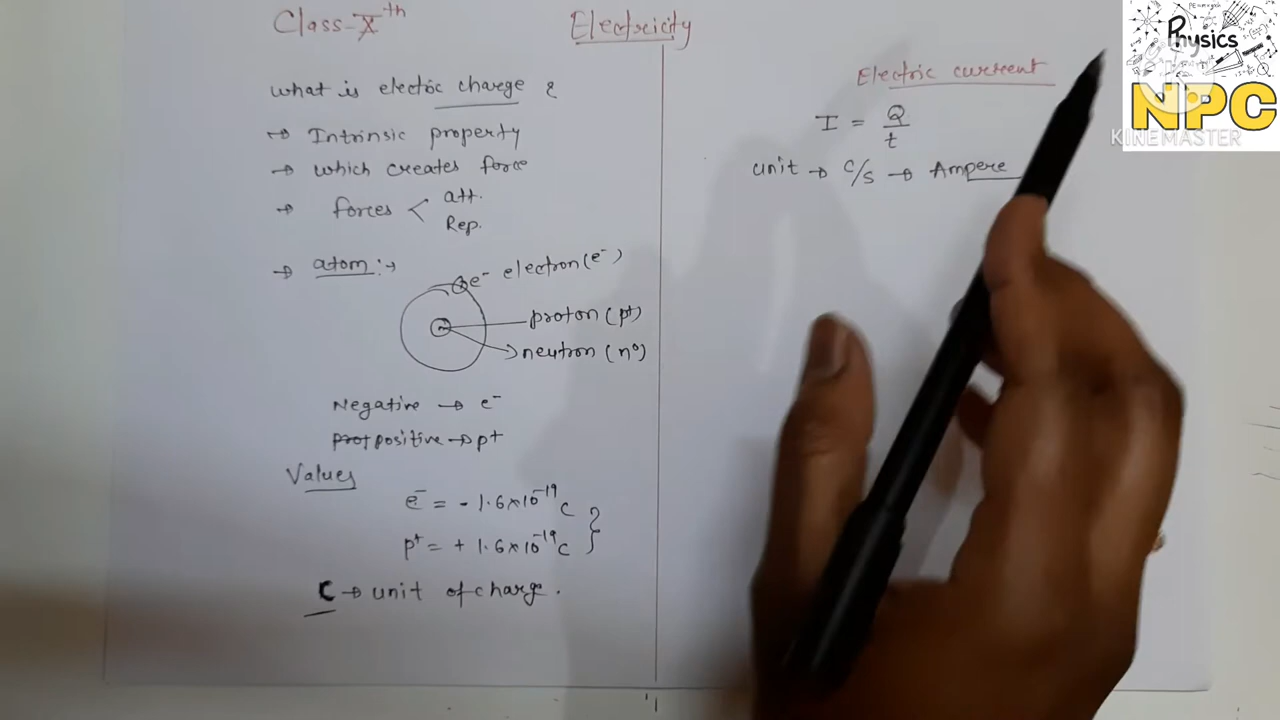 Class-Xth
Electricity
what is electric charge ?
→ Intrinsic property
→ which creates force
→ forces < att.
Rep.
→ atom:→
e⁻ electron(e⁻)
proton (p⁺)
neutron (n⁰)
Negative → e⁻
positive → p⁺
Values
e⁻ = - 1.6×10⁻¹⁹ C
p⁺ = + 1.6×10⁻¹⁹ C
C → unit of charge.
Electric current
I = Q/t
unit → C/s → Ampere
Physics
NPC
KINEMASTER